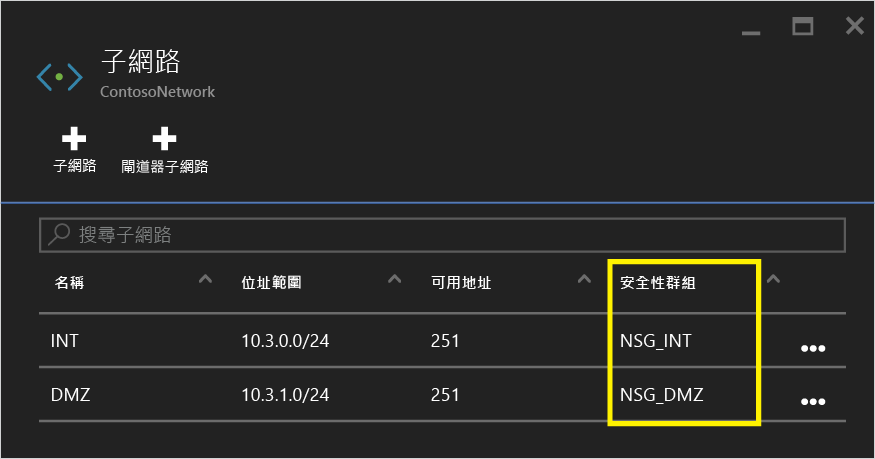 子網路
ContosoNetwork
子網路 閘道器子網路
搜尋子網路
名稱 位址範圍 可用地址 安全性群組
INT 10.3.0.0/24 251 NSG_INT
DMZ 10.3.1.0/24 251 NSG_DMZ